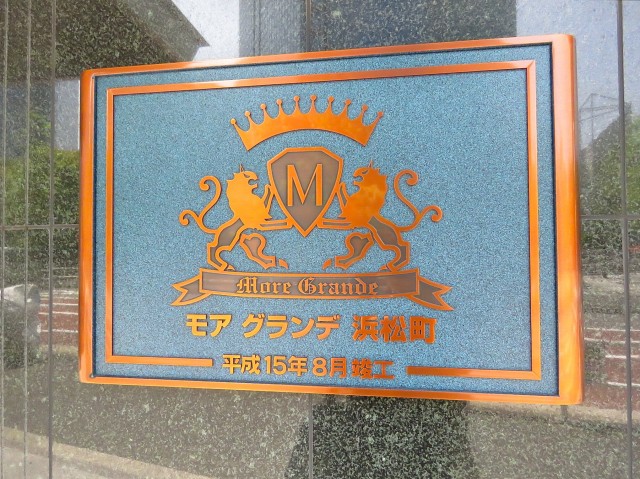 M
More Grande
モア グランデ 浜松町
平成15年8月竣工